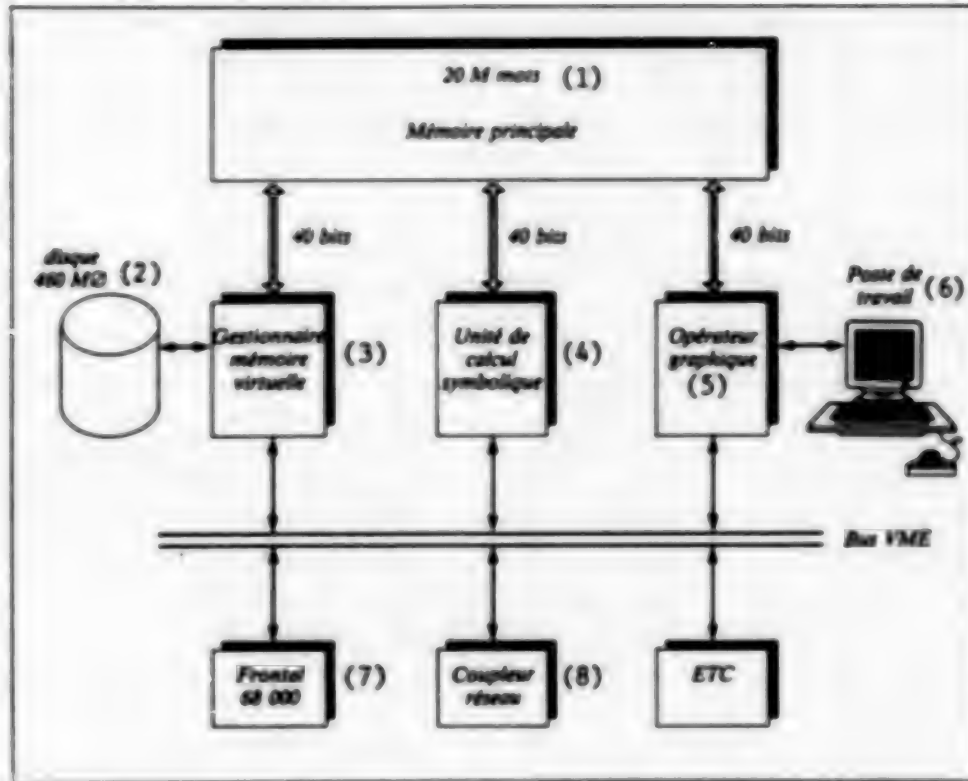 20 M mots (1)
Mémoire principale
40 bits
40 bits
40 bits
disque
480 MØ (2)
Gestionnaire
mémoire
virtuelle
(3)
Unité de
calcul
symbolique
(4)
Opérateur
graphique
(5)
Poste de
travail (6)
Bus VME
Frontal
68 000
(7)
Coupleur
réseau
(8)
ETC